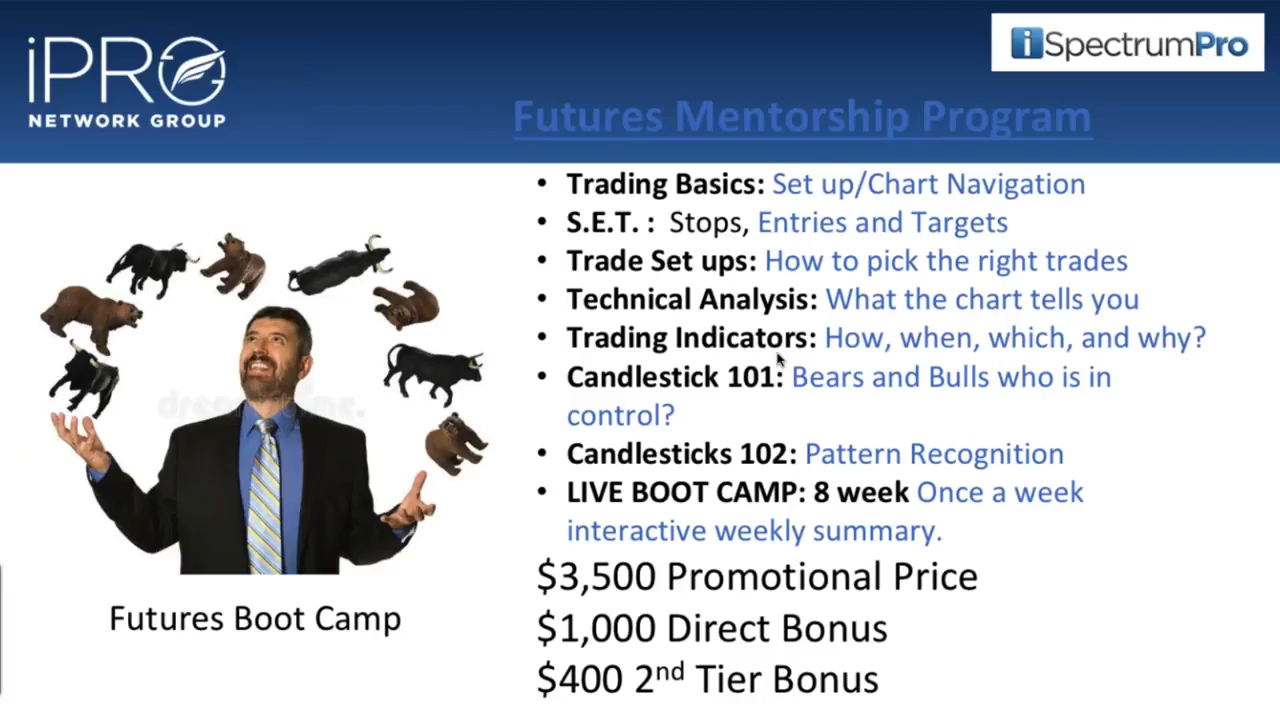 iPRO
NETWORK GROUP
iSpectrumPro
Futures Mentorship Program
• Trading Basics: Set up/Chart Navigation
• S.E.T. :  Stops, Entries and Targets
• Trade Set ups: How to pick the right trades
• Technical Analysis: What the chart tells you
• Trading Indicators: How, when, which, and why?
• Candlestick 101: Bears and Bulls who is in
control?
• Candlesticks 102: Pattern Recognition
• LIVE BOOT CAMP: 8 week Once a week
interactive weekly summary.
$3,500 Promotional Price
$1,000 Direct Bonus
$400 2nd Tier Bonus
Futures Boot Camp